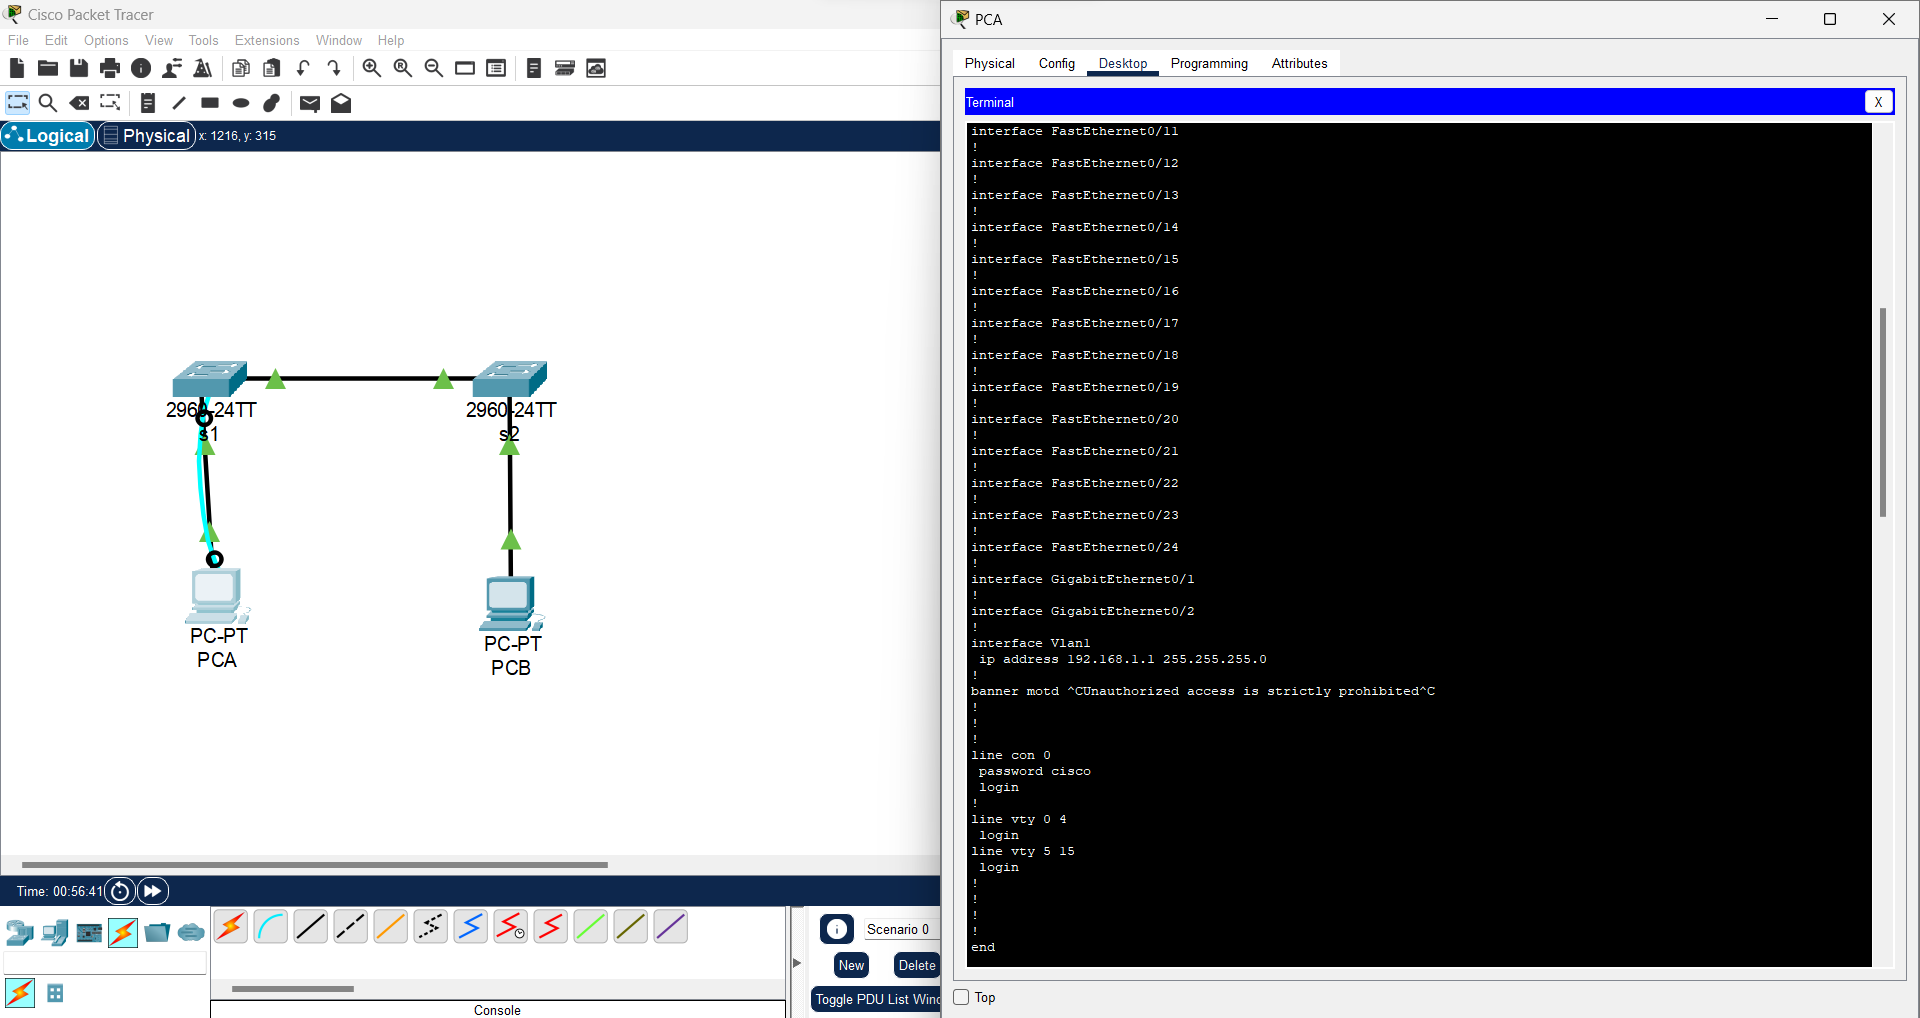 Cisco Packet Tracer
File Edit Options View Tools Extensions Window Help
Logical Physical x: 1216, y: 315
2960-24TT
s1
2960-24TT
s2
PC-PT
PCA
PC-PT
PCB
Time: 00:56:41
Scenario 0
New Delete
Toggle PDU List Wind
Console
PCA
Physical Config Desktop Programming Attributes
Terminal X
interface FastEthernet0/11
!
interface FastEthernet0/12
!
interface FastEthernet0/13
!
interface FastEthernet0/14
!
interface FastEthernet0/15
!
interface FastEthernet0/16
!
interface FastEthernet0/17
!
interface FastEthernet0/18
!
interface FastEthernet0/19
!
interface FastEthernet0/20
!
interface FastEthernet0/21
!
interface FastEthernet0/22
!
interface FastEthernet0/23
!
interface FastEthernet0/24
!
interface GigabitEthernet0/1
!
interface GigabitEthernet0/2
!
interface Vlan1
ip address 192.168.1.1 255.255.255.0
!
banner motd ^CUnauthorized access is strictly prohibited^C
!
!
!
line con 0
password cisco
login
!
line vty 0 4
login
line vty 5 15
login
!
!
!
!
end
Top